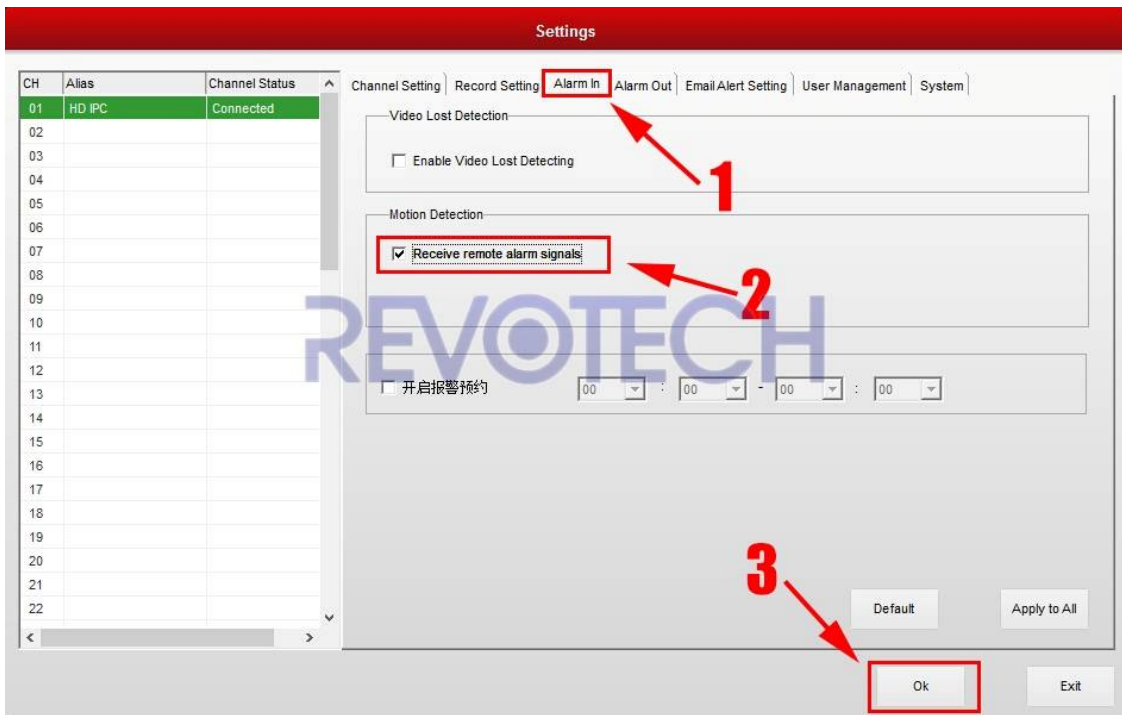 Settings
CH Alias Channel Status
01 HD IPC Connected
02
03
04
05
06
07
08
09
10
11
12
13
14
15
16
17
18
19
20
21
22
Channel Setting Record Setting Alarm In Alarm Out Email Alert Setting User Management System
Video Lost Detection
Enable Video Lost Detecting
1
Motion Detection
Receive remote alarm signals
2
REVOTECH
开启报警预约 00 : 00 - 00 : 00
3
Default Apply to All
Ok Exit